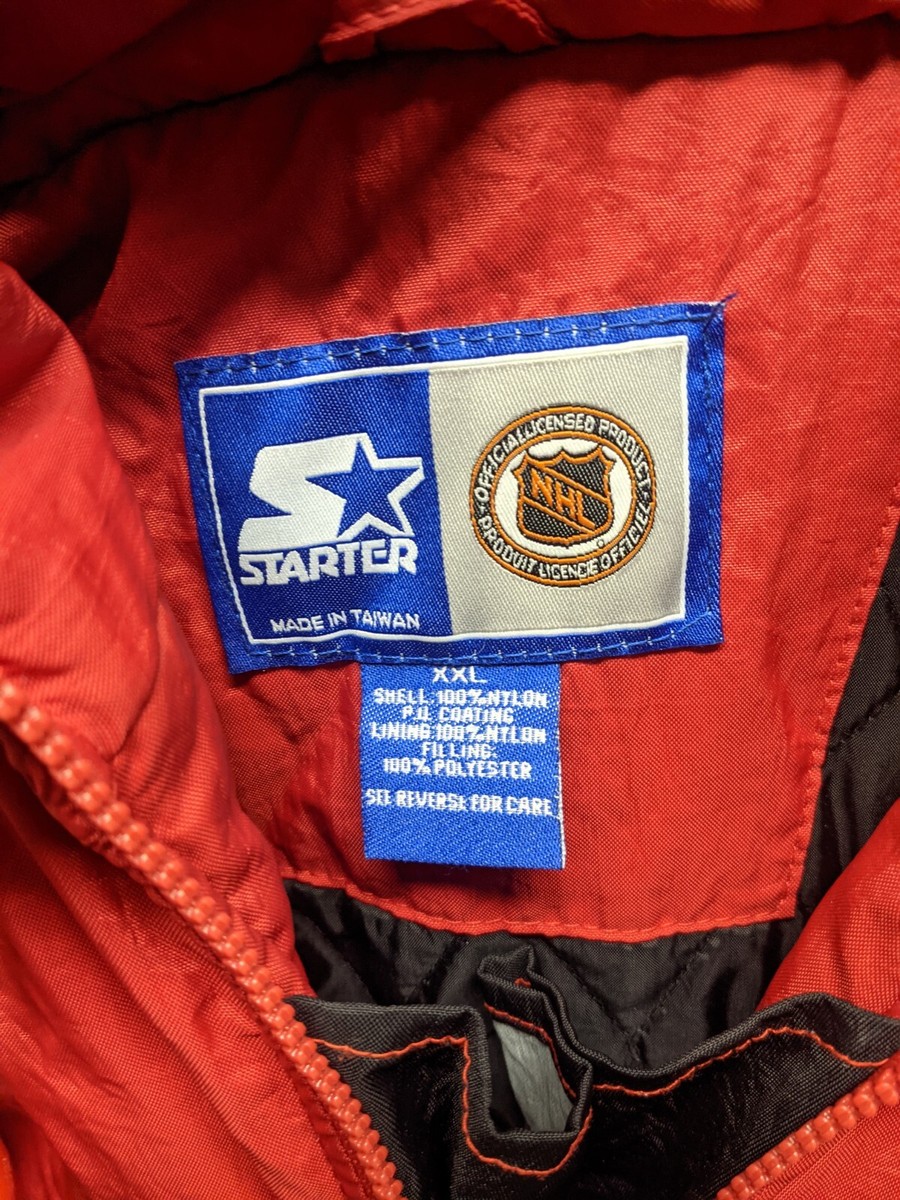 STARTER
MADE IN TAIWAN
OFFICIAL LICENSED PRODUCT
NHL
PRODUIT LICENCIE OFFICIEL
XXL
SHELL 100% NYLON
P.U. COATING
LINING 100% NYLON
FILLING:
100% POLYESTER
SEE REVERSE FOR CARE